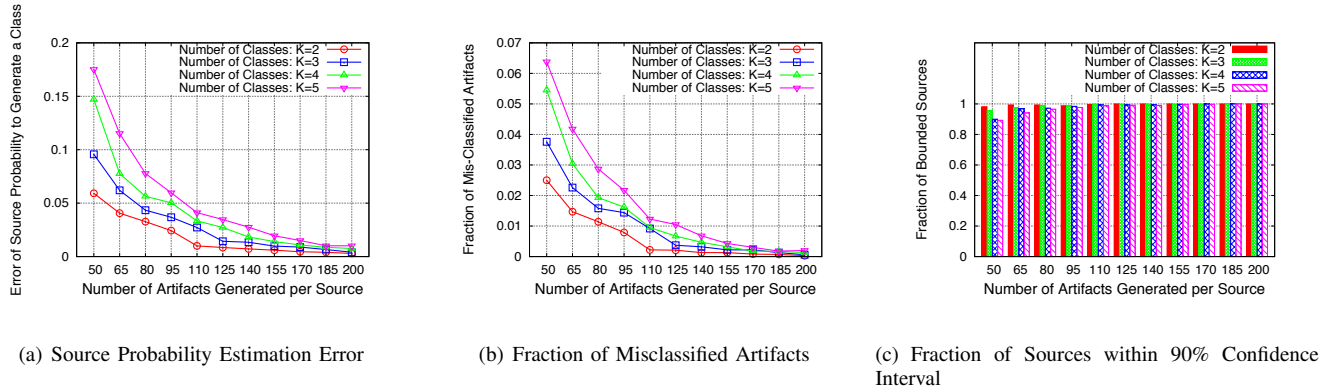 Error of Source Probability to Generate a Class
0.2
0.15
0.1
0.05
0
Number of Classes: K=2
Number of Classes: K=3
Number of Classes: K=4
Number of Classes: K=5
50 65 80 95 110 125 140 155 170 185 200
Number of Artifacts Generated per Source
(a) Source Probability Estimation Error
Fraction of Mis-Classified Artifacts
0.07
0.06
0.05
0.04
0.03
0.02
0.01
0
Number of Classes: K=2
Number of Classes: K=3
Number of Classes: K=4
Number of Classes: K=5
50 65 80 95 110 125 140 155 170 185 200
Number of Artifacts Generated per Source
(b) Fraction of Misclassified Artifacts
Fraction of Bounded Sources
1
0.8
0.6
0.4
0.2
0
Number of Classes: K=2
Number of Classes: K=3
Number of Classes: K=4
Number of Classes: K=5
50 65 80 95 110 125 140 155 170 185 200
Number of Artifacts Generated per Source
(c) Fraction of Sources within 90% Confidence
Interval